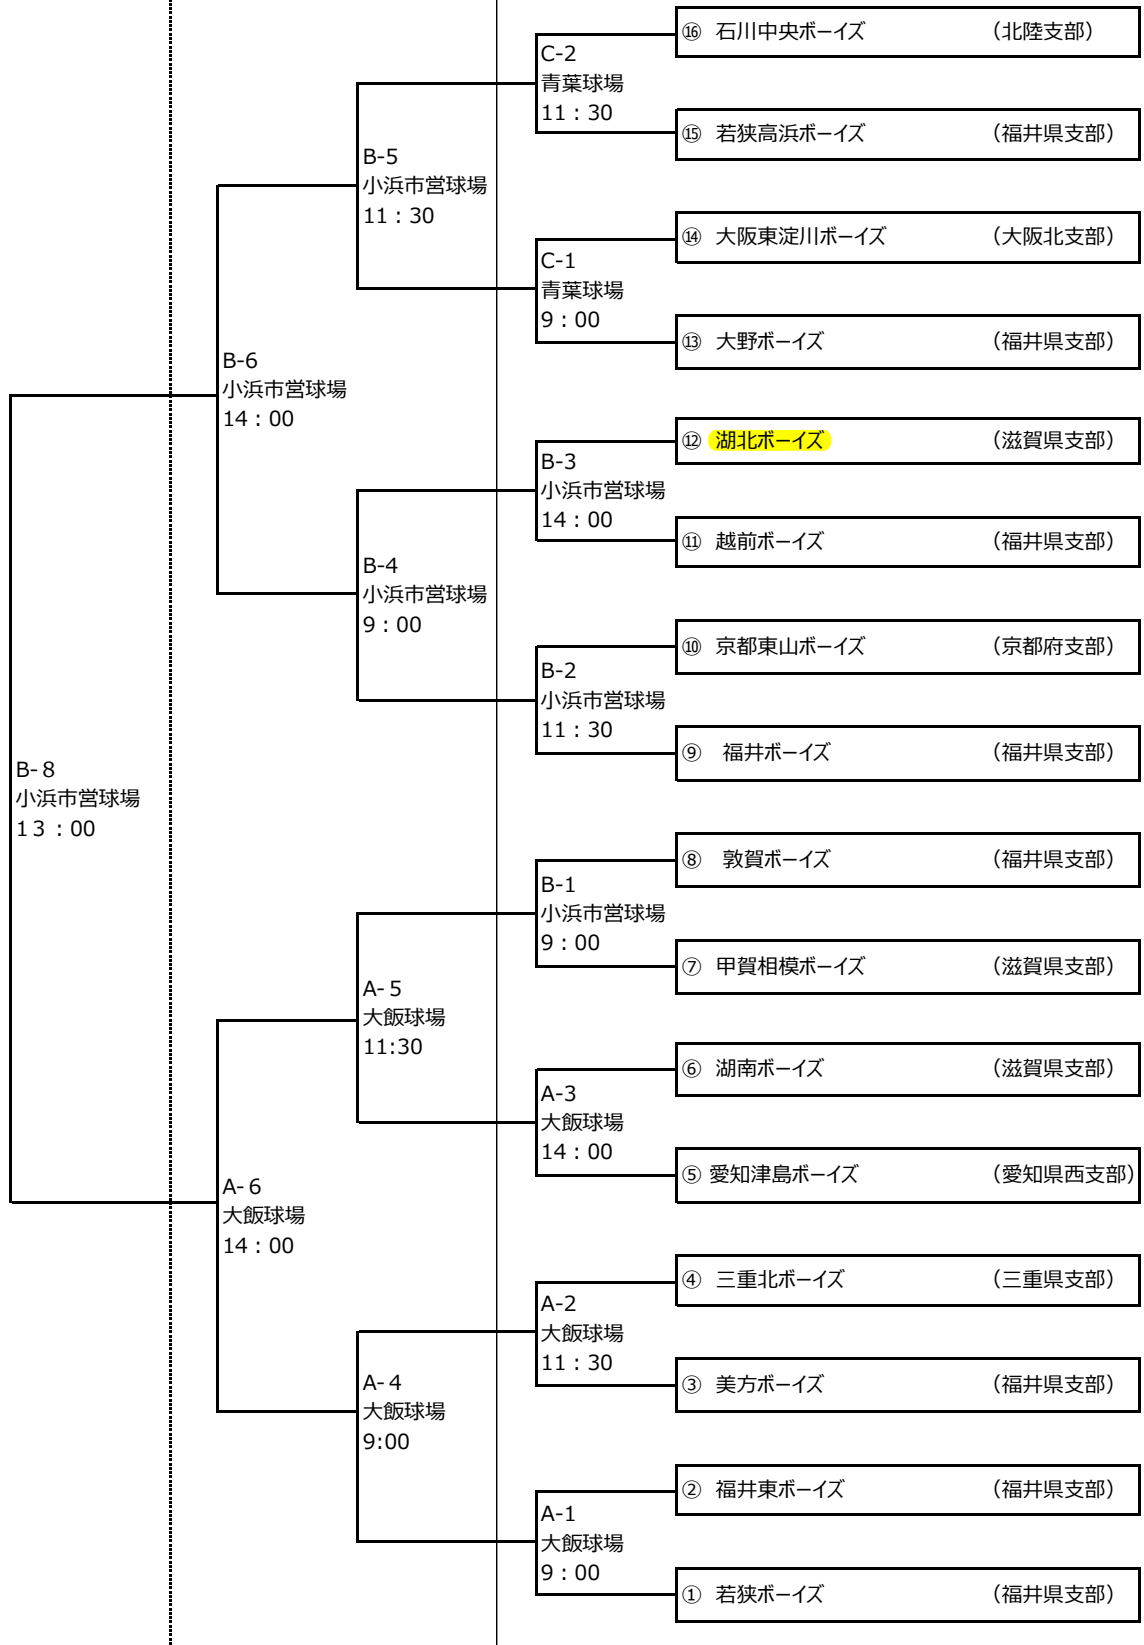 ⑯ 石川中央ボーイズ （北陸支部）
C-2
青葉球場
11：30
⑮ 若狭高浜ボーイズ （福井県支部）
B-5
小浜市営球場
11：30
⑭ 大阪東淀川ボーイズ （大阪北支部）
C-1
青葉球場
9：00
⑬ 大野ボーイズ （福井県支部）
B-6
小浜市営球場
14：00
⑫ 湖北ボーイズ （滋賀県支部）
B-3
小浜市営球場
14：00
⑪ 越前ボーイズ （福井県支部）
B-4
小浜市営球場
9：00
⑩ 京都東山ボーイズ （京都府支部）
B-2
小浜市営球場
11：30
⑨ 福井ボーイズ （福井県支部）
B-８
小浜市営球場
1３：00
⑧ 敦賀ボーイズ （福井県支部）
B-1
小浜市営球場
9：00
⑦ 甲賀相模ボーイズ （滋賀県支部）
A-５
大飯球場
11:30
⑥ 湖南ボーイズ （滋賀県支部）
A-3
大飯球場
14：00
⑤ 愛知津島ボーイズ （愛知県西支部）
A-６
大飯球場
14：00
④ 三重北ボーイズ （三重県支部）
A-2
大飯球場
11：30
③ 美方ボーイズ （福井県支部）
A-４
大飯球場
9:00
② 福井東ボーイズ （福井県支部）
A-1
大飯球場
9：00
① 若狭ボーイズ （福井県支部）